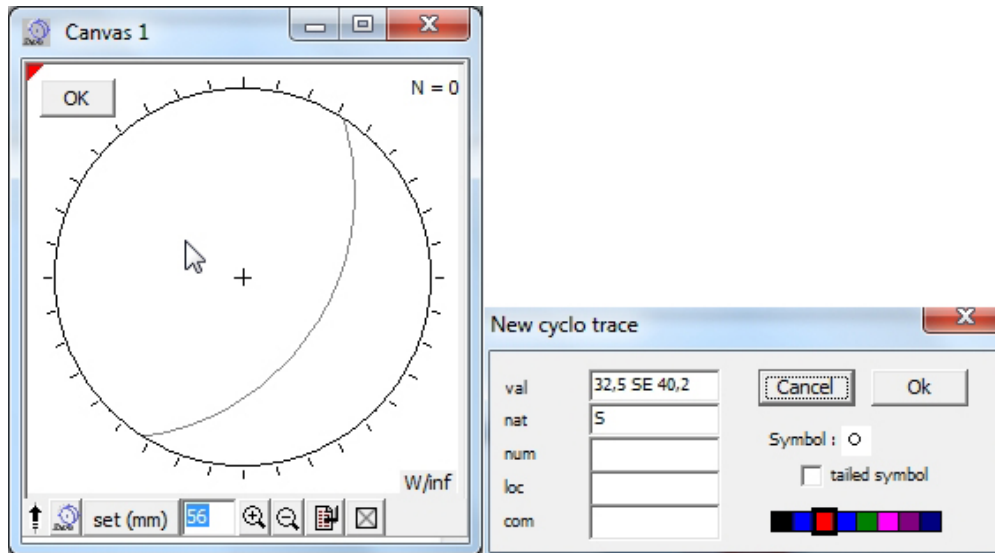 Canvas 1
OK
N = 0
W/inf
set (mm) 56
New cyclo trace
val 32,5 SE 40,2
nat S
num
loc
com
Cancel
Ok
Symbol :
tailed symbol